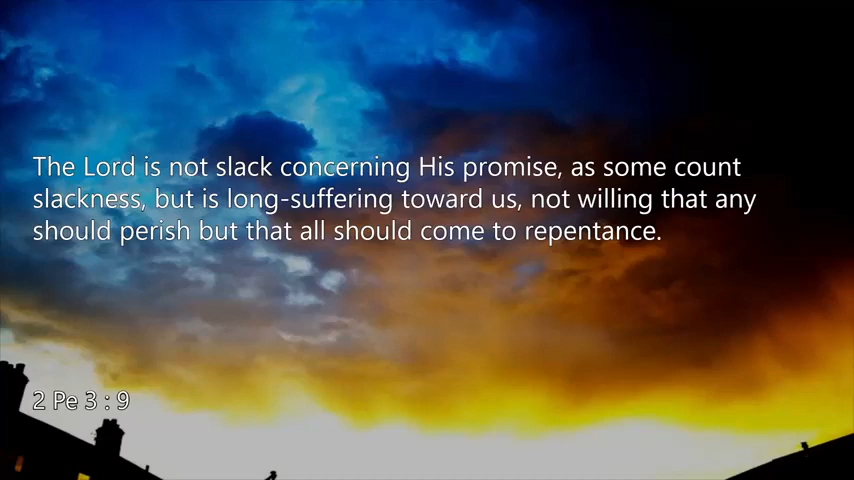 The Lord is not slack concerning His promise, as some count
slackness, but is long-suffering toward us, not willing that any
should perish but that all should come to repentance.
2 Pe 3 : 9